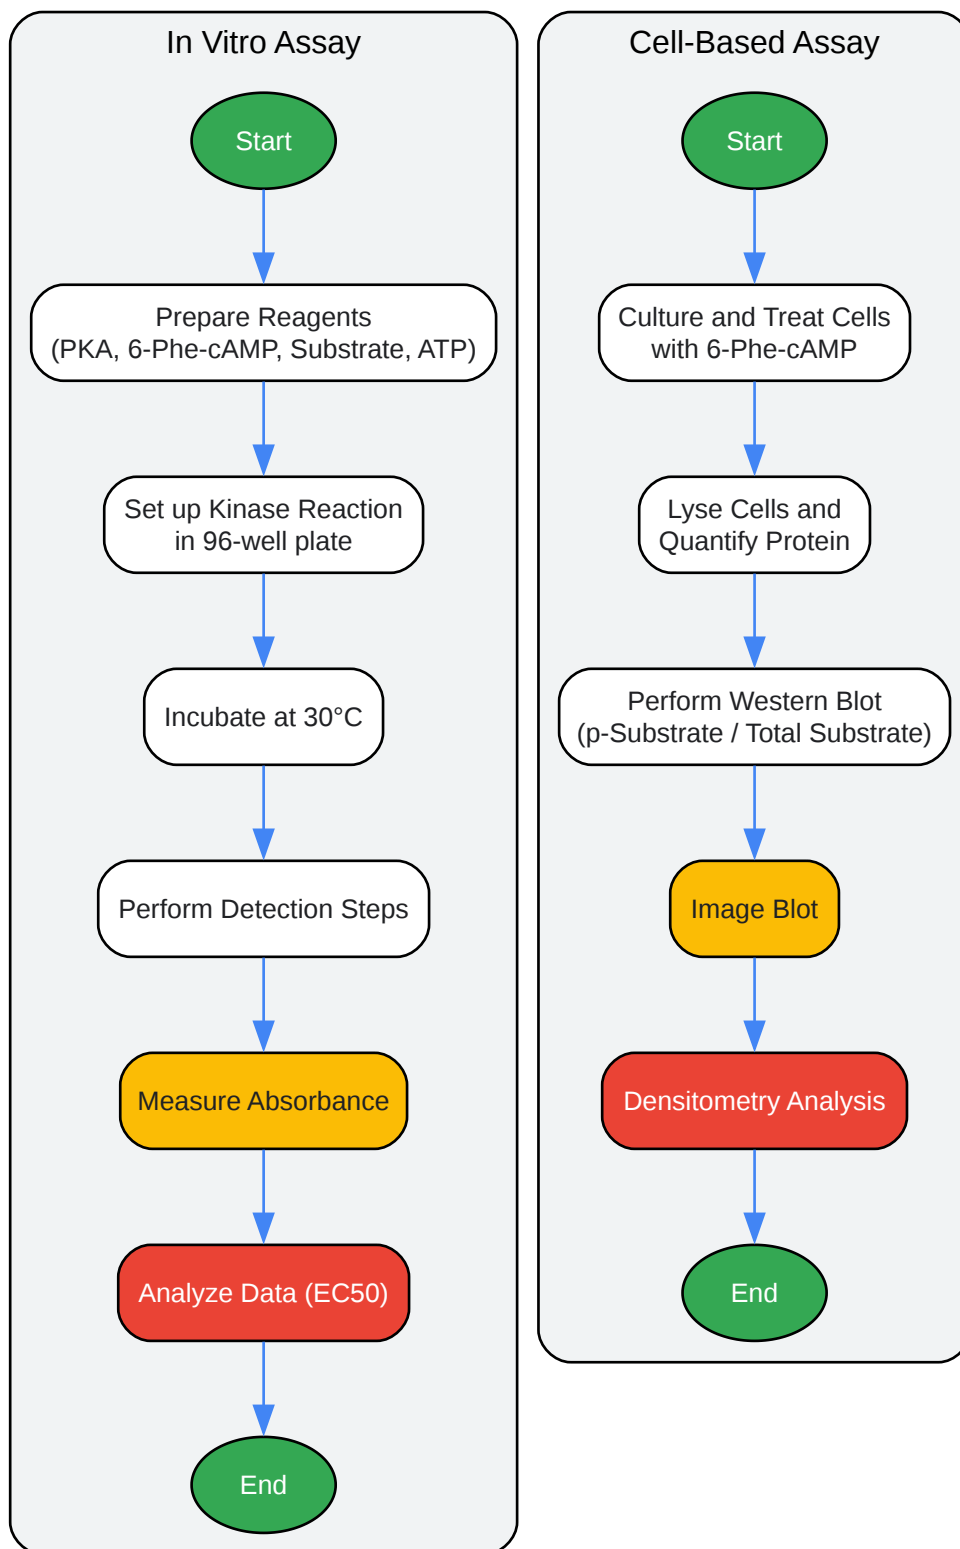 In Vitro Assay
Start
Prepare Reagents
(PKA, 6-Phe-cAMP, Substrate, ATP)
Set up Kinase Reaction
in 96-well plate
Incubate at 30°C
Perform Detection Steps
Measure Absorbance
Analyze Data (EC50)
End
Cell-Based Assay
Start
Culture and Treat Cells
with 6-Phe-cAMP
Lyse Cells and
Quantify Protein
Perform Western Blot
(p-Substrate / Total Substrate)
Image Blot
Densitometry Analysis
End